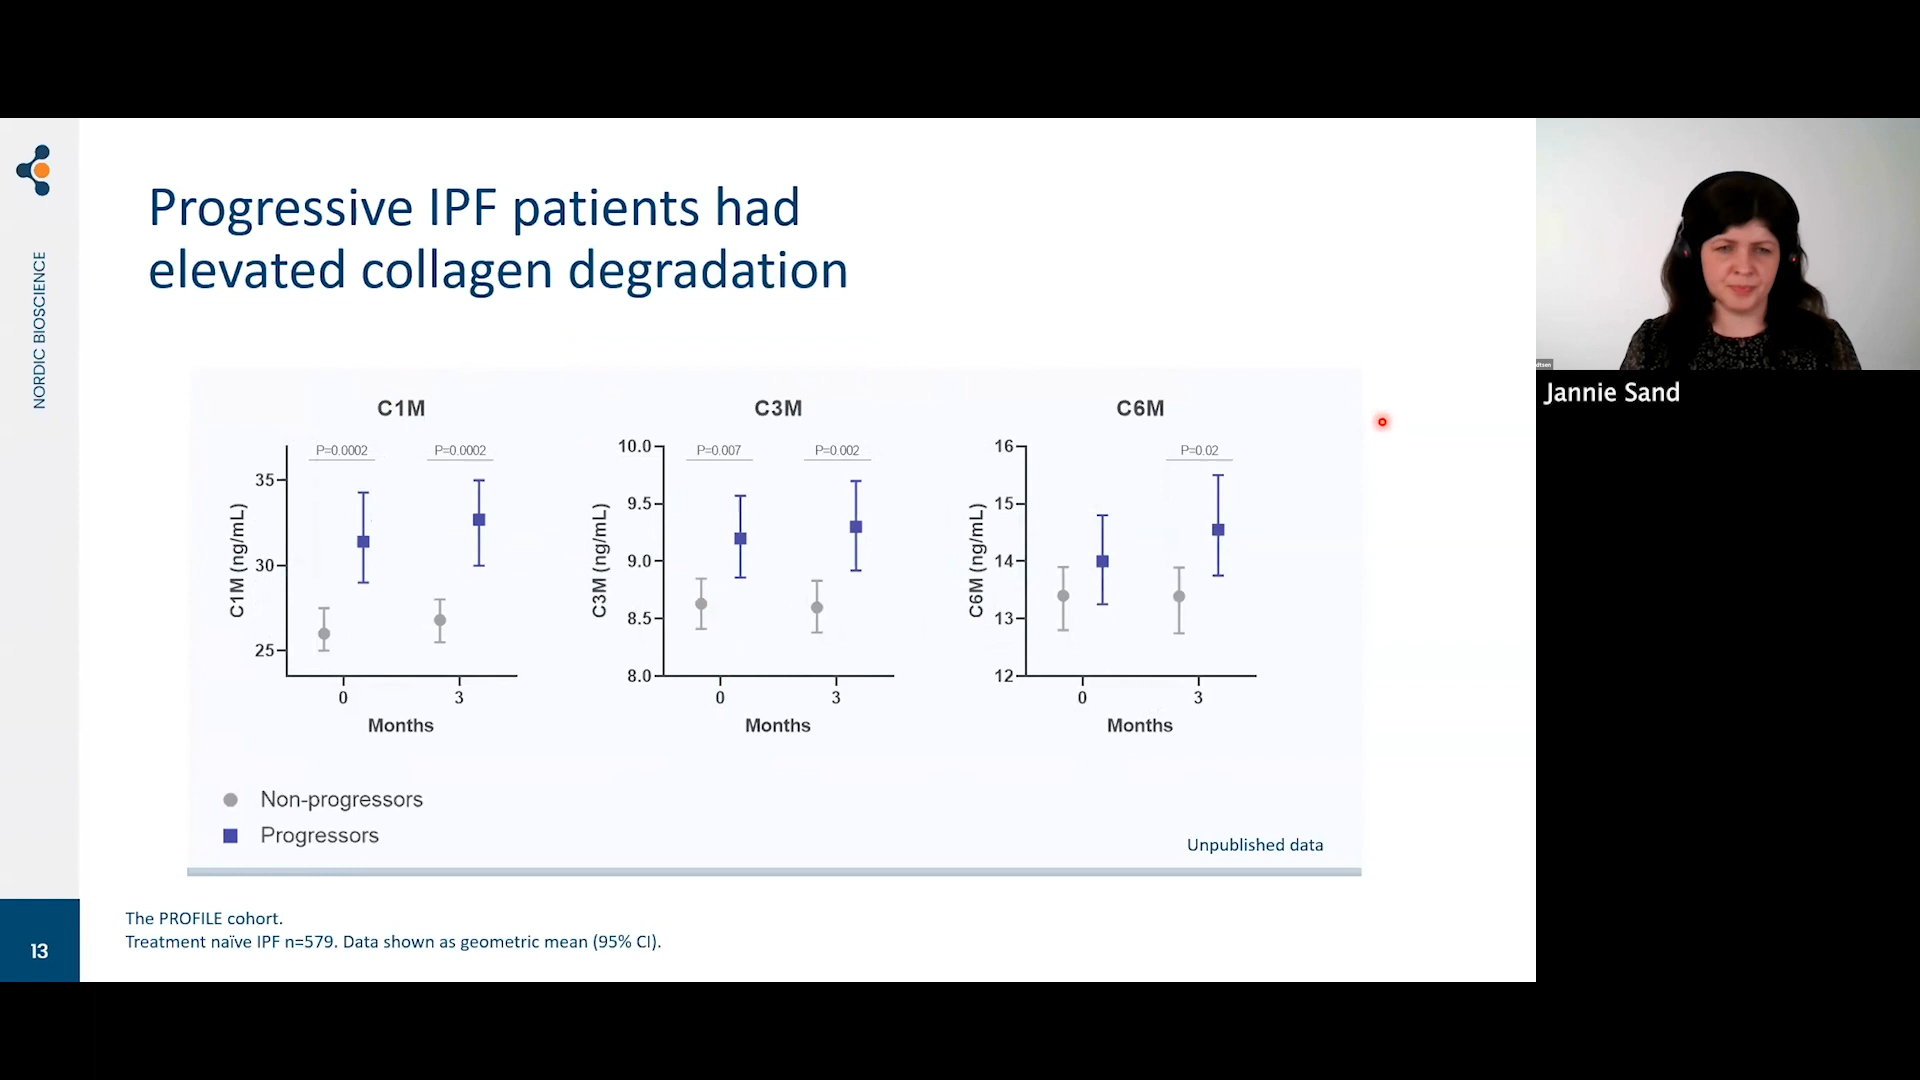 NORDIC BIOSCIENCE
Progressive IPF patients had
elevated collagen degradation
C1M
P=0.0002
P=0.0002
35
30
25
C1M (ng/mL)
0
3
Months
C3M
P=0.007
P=0.002
10.0
9.5
9.0
8.5
8.0
C3M (ng/mL)
0
3
Months
C6M
P=0.02
16
15
14
13
12
C6M (ng/mL)
0
3
Months
Non-progressors
Progressors
Unpublished data
The PROFILE cohort.
Treatment naïve IPF n=579. Data shown as geometric mean (95% CI).
13
Jannie Sand